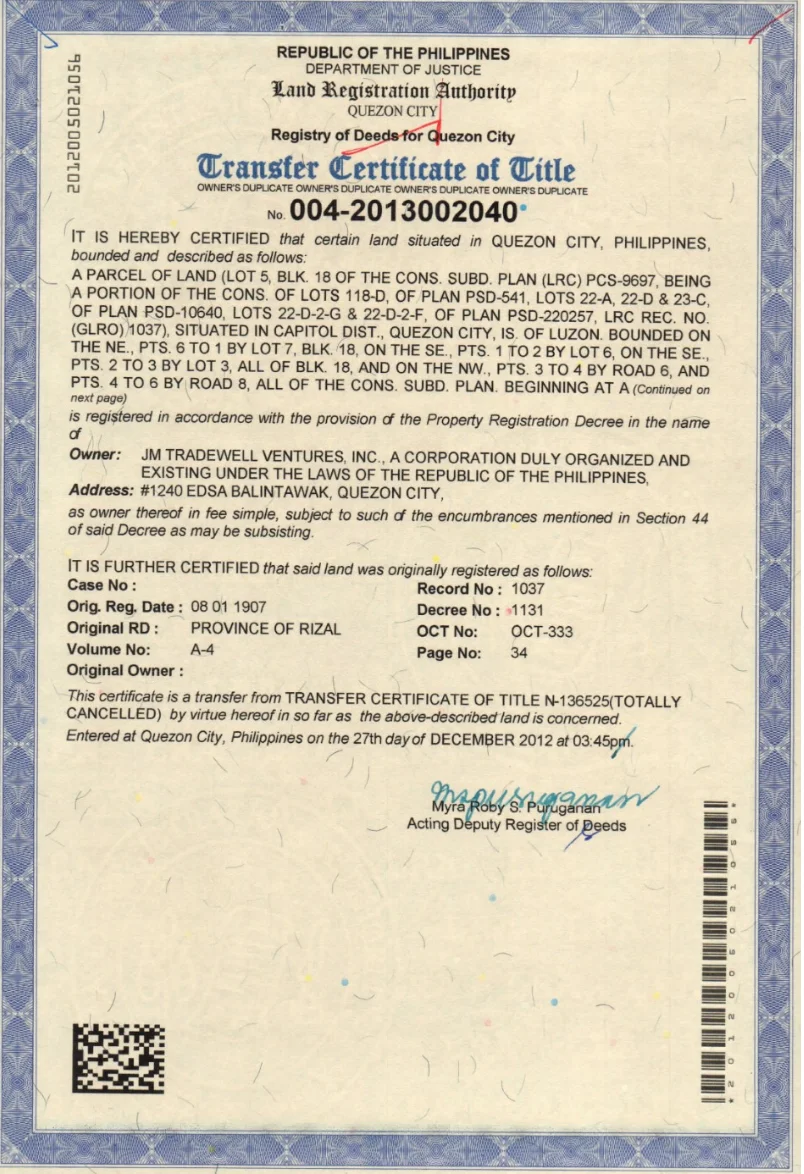 2012005021056
REPUBLIC OF THE PHILIPPINES
DEPARTMENT OF JUSTICE
Land Registration Authority
QUEZON CITY
Registry of Deeds for Quezon City
Transfer Certificate of Title
OWNER'S DUPLICATE OWNER'S DUPLICATE OWNER'S DUPLICATE OWNER'S DUPLICATE
No. 004-2013002040
IT IS HEREBY CERTIFIED that certain land situated in QUEZON CITY, PHILIPPINES,
bounded and described as follows:
A PARCEL OF LAND (LOT 5, BLK. 18 OF THE CONS. SUBD. PLAN (LRC) PCS-9697, BEING
A PORTION OF THE CONS. OF LOTS 118-D, OF PLAN PSD-541, LOTS 22-A, 22-D & 23-C,
OF PLAN PSD-10640, LOTS 22-D-2-G & 22-D-2-F, OF PLAN PSD-220257, LRC REC. NO.
(GLRO) 1037), SITUATED IN CAPITOL DIST., QUEZON CITY, IS. OF LUZON. BOUNDED ON
THE NE., PTS. 6 TO 1 BY LOT 7, BLK. 18, ON THE SE., PTS. 1 TO 2 BY LOT 6, ON THE SE.,
PTS. 2 TO 3 BY LOT 3, ALL OF BLK. 18, AND ON THE NW., PTS. 3 TO 4 BY ROAD 6, AND
PTS. 4 TO 6 BY ROAD 8, ALL OF THE CONS. SUBD. PLAN. BEGINNING AT A (Continued on
next page)
is registered in accordance with the provision of the Property Registration Decree in the name
of
Owner: JM TRADEWELL VENTURES, INC., A CORPORATION DULY ORGANIZED AND
EXISTING UNDER THE LAWS OF THE REPUBLIC OF THE PHILIPPINES,
Address: #1240 EDSA BALINTAWAK, QUEZON CITY,
as owner thereof in fee simple, subject to such of the encumbrances mentioned in Section 44
of said Decree as may be subsisting.
IT IS FURTHER CERTIFIED that said land was originally registered as follows:
Case No : Record No : 1037
Orig. Reg. Date : 08 01 1907 Decree No : 1131
Original RD : PROVINCE OF RIZAL OCT No: OCT-333
Volume No: A-4 Page No: 34
Original Owner :
This certificate is a transfer from TRANSFER CERTIFICATE OF TITLE N-136525(TOTALLY
CANCELLED) by virtue hereof in so far as the above-described land is concerned.
Entered at Quezon City, Philippines on the 27th day of DECEMBER 2012 at 03:45pm.
Myra Roby S. Puruganan
Acting Deputy Register of Deeds
*2012005021056*